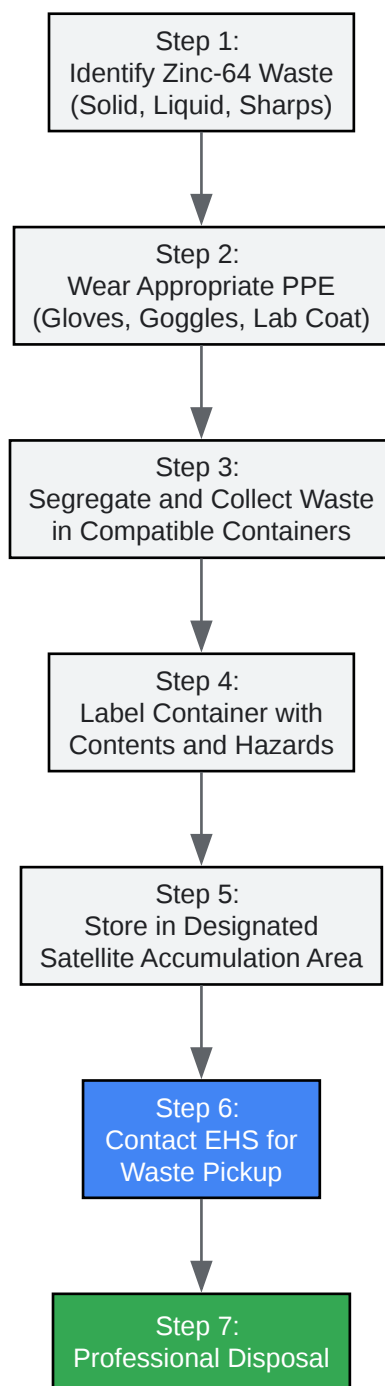 Step 1:
Identify Zinc-64 Waste
(Solid, Liquid, Sharps)
Step 2:
Wear Appropriate PPE
(Gloves, Goggles, Lab Coat)
Step 3:
Segregate and Collect Waste
in Compatible Containers
Step 4:
Label Container with
Contents and Hazards
Step 5:
Store in Designated
Satellite Accumulation Area
Step 6:
Contact EHS for
Waste Pickup
Step 7:
Professional Disposal